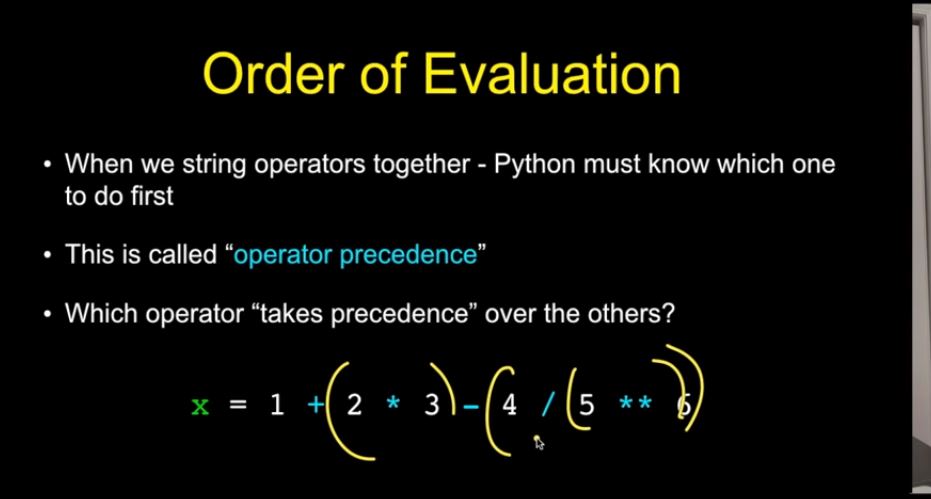 Order of Evaluation
• When we string operators together - Python must know which one
to do first
• This is called “operator precedence”
• Which operator “takes precedence” over the others?
x = 1 +(2 * 3)-(4 /(5 ** 6))